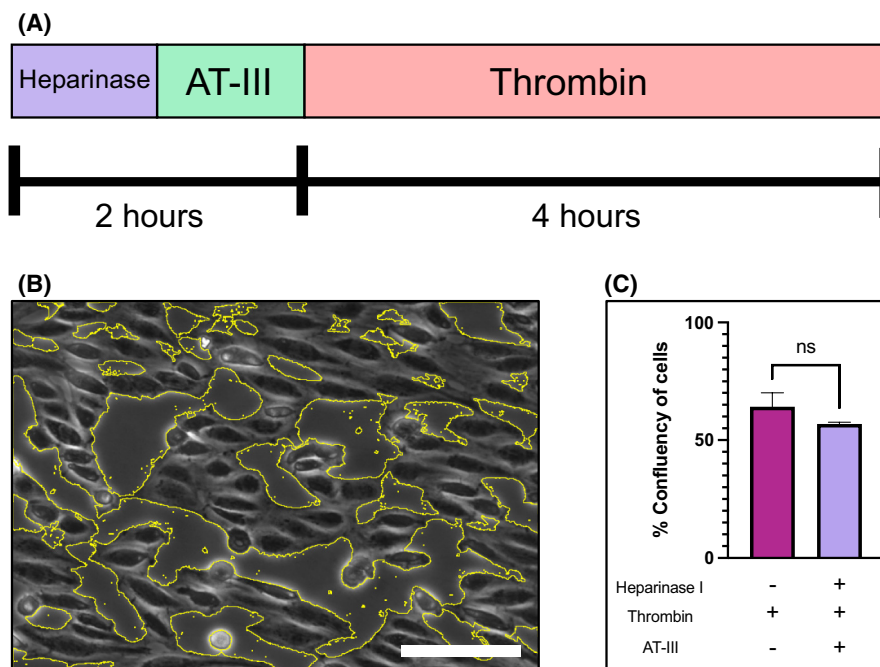 (A)
Heparinase AT-III Thrombin
2 hours 4 hours
(B)
(C)
% Confluency of cells
100
50
0
ns
Heparinase I - +
Thrombin + +
AT-III - +